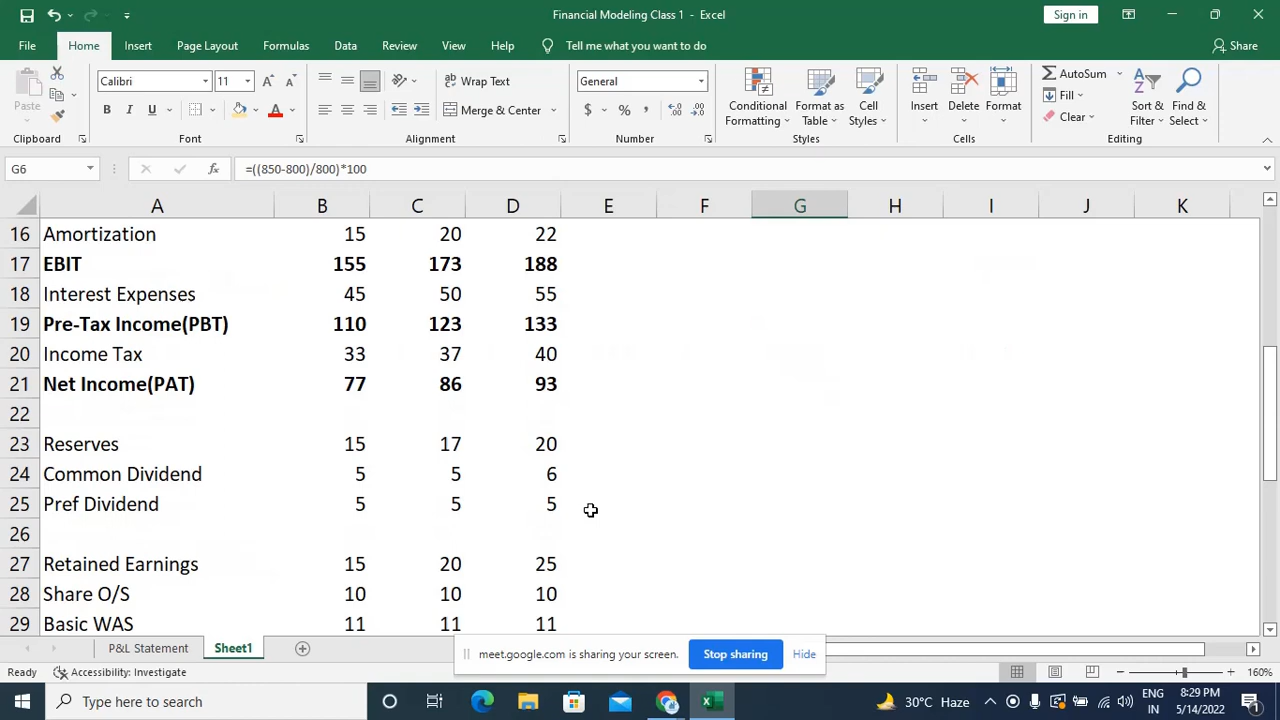 Financial Modeling Class 1 - Excel
Sign in
File Home Insert Page Layout Formulas Data Review View Help Tell me what you want to do Share
Paste
Clipboard
Calibri 11
B I U
Font
Wrap Text
Merge & Center
Alignment
General
$ % ,
Number
Conditional Formatting
Format as Table
Cell Styles
Styles
Insert
Delete
Format
Cells
AutoSum
Fill
Clear
Sort & Filter
Find & Select
Editing
G6 fx =((850-800)/800)*100
A B C D E F G H I J K
16 Amortization 15 20 22
17 EBIT 155 173 188
18 Interest Expenses 45 50 55
19 Pre-Tax Income(PBT) 110 123 133
20 Income Tax 33 37 40
21 Net Income(PAT) 77 86 93
22
23 Reserves 15 17 20
24 Common Dividend 5 5 6
25 Pref Dividend 5 5 5
26
27 Retained Earnings 15 20 25
28 Share O/S 10 10 10
29 Basic WAS 11 11 11
P&L Statement Sheet1
meet.google.com is sharing your screen. Stop sharing Hide
Ready Accessibility: Investigate 160%
Type here to search
30°C Haze
ENG
IN
8:29 PM
5/14/2022
1